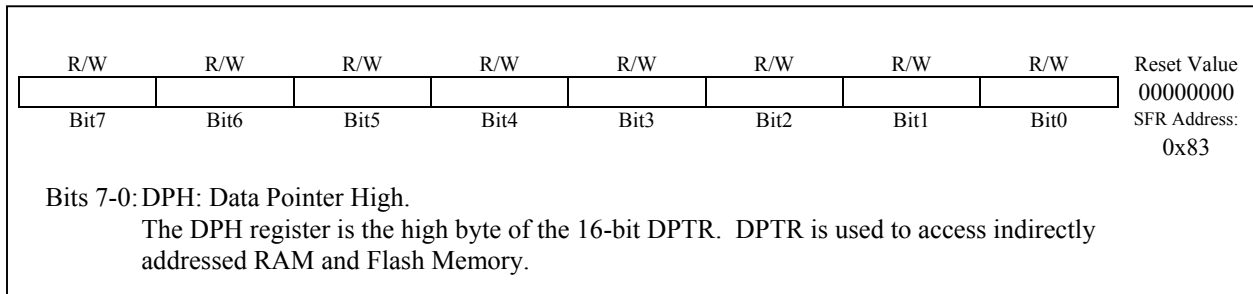 R/W R/W R/W R/W R/W R/W R/W R/W Reset Value
00000000
Bit7 Bit6 Bit5 Bit4 Bit3 Bit2 Bit1 Bit0 SFR Address:
0x83
Bits 7-0: DPH: Data Pointer High.
The DPH register is the high byte of the 16-bit DPTR. DPTR is used to access indirectly
addressed RAM and Flash Memory.